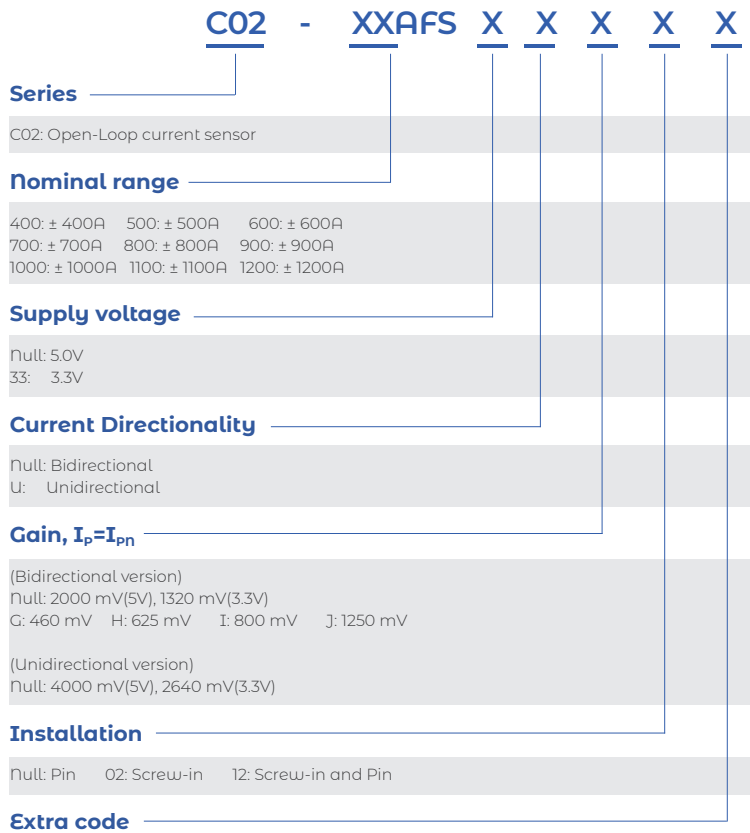 C02 - XXAFS X X X X X
Series
C02: Open-Loop current sensor
Nominal range
400: ± 400A 500: ± 500A 600: ± 600A
700: ± 700A 800: ± 800A 900: ± 900A
1000: ± 1000A 1100: ± 1100A 1200: ± 1200A
Supply voltage
Null: 5.0V
33: 3.3V
Current Directionality
Null: Bidirectional
U: Unidirectional
Gain, IP=IPN
(Bidirectional version)
Null: 2000 mV(5V), 1320 mV(3.3V)
G: 460 mV H: 625 mV I: 800 mV J: 1250 mV
(Unidirectional version)
Null: 4000 mV(5V), 2640 mV(3.3V)
Installation
Null: Pin 02: Screw-in 12: Screw-in and Pin
Extra code